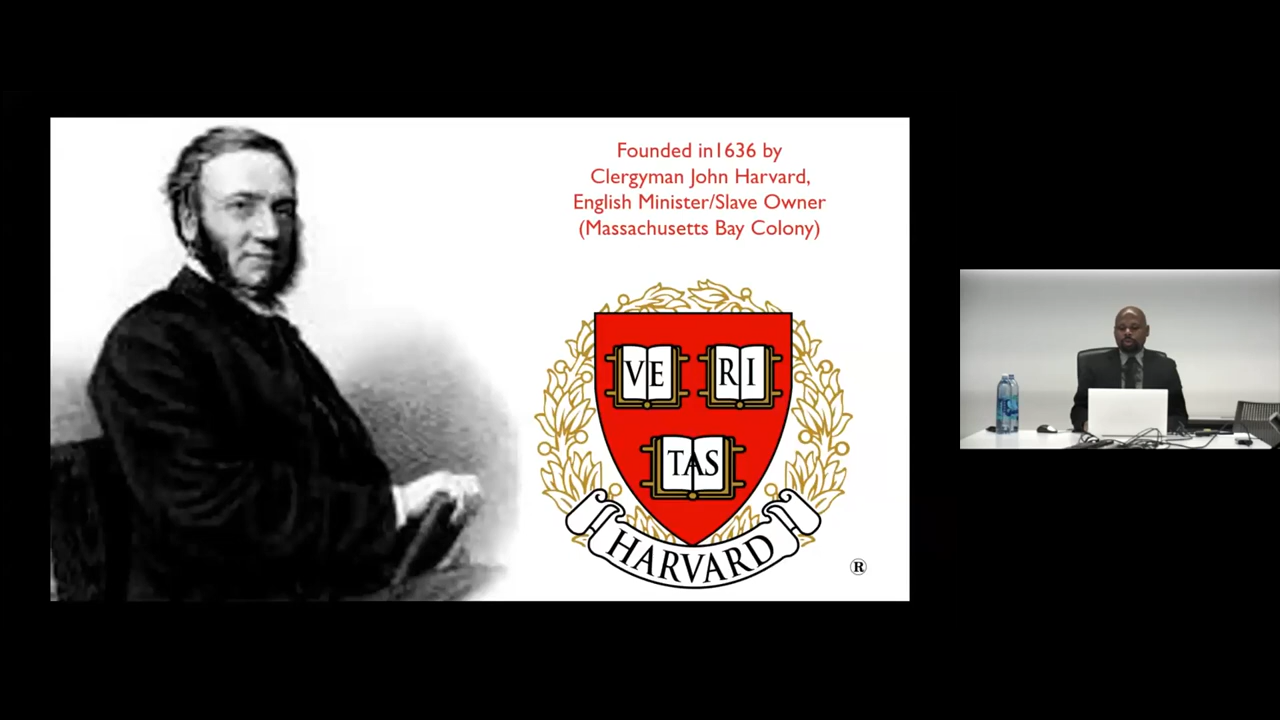 Founded in1636 by
Clergyman John Harvard,
English Minister/Slave Owner
(Massachusetts Bay Colony)
VE RI
TAS
HARVARD
®